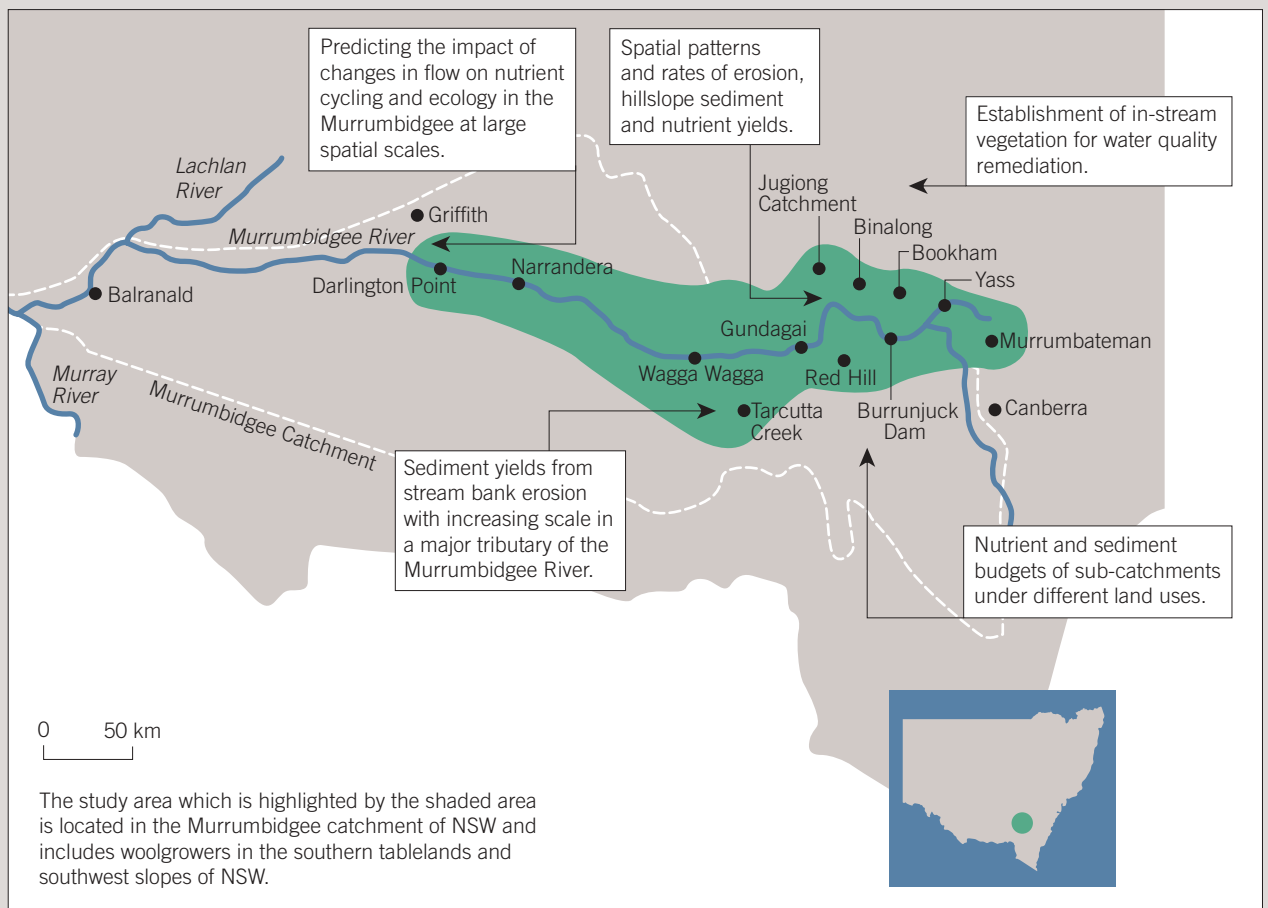 Predicting the impact of
changes in flow on nutrient
cycling and ecology in the
Murrumbidgee at large
spatial scales.
Spatial patterns
and rates of erosion,
hillslope sediment
and nutrient yields.
Establishment of in-stream
vegetation for water quality
remediation.
Lachlan
River
Jugiong
Catchment
Binalong
Bookham
Yass
Griffith
Murrumbidgee River
Darlington Point
Narrandera
Balranald
Gundagai
Murrumbateman
Wagga Wagga
Red Hill
Burrunjuck
Dam
Canberra
Tarcutta
Creek
Murray
River
Murrumbidgee Catchment
Sediment yields from
stream bank erosion
with increasing scale in
a major tributary of the
Murrumbidgee River.
Nutrient and sediment
budgets of sub-catchments
under different land uses.
0 50 km
The study area which is highlighted by the shaded area
is located in the Murrumbidgee catchment of NSW and
includes woolgrowers in the southern tablelands and
southwest slopes of NSW.